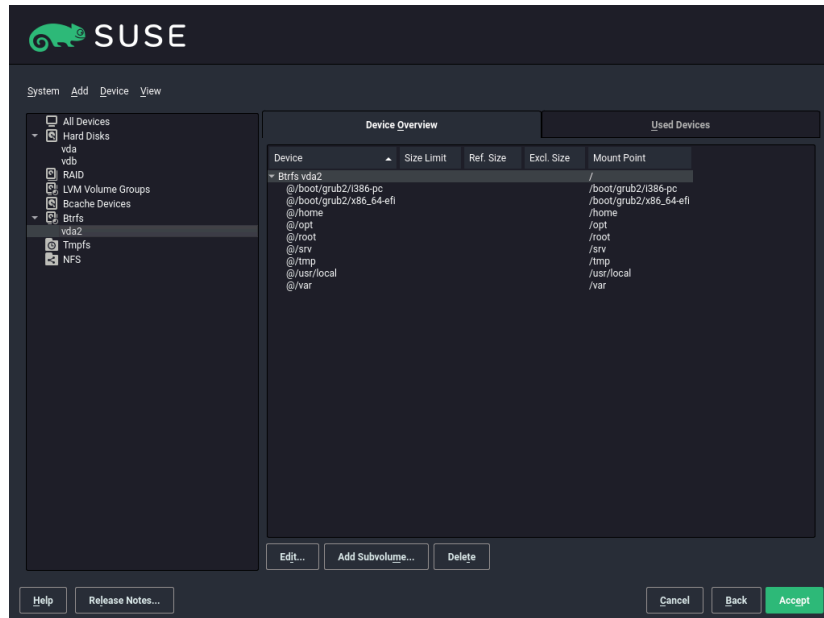 SUSE
System Add Device View
All Devices
Hard Disks
vda
vdb
RAID
LVM Volume Groups
Bcache Devices
Btrfs
vda2
Tmpfs
NFS
Device Overview Used Devices
Device Size Limit Ref. Size Excl. Size Mount Point
Btrfs vda2 /
@/boot/grub2/i386-pc /boot/grub2/i386-pc
@/boot/grub2/x86_64-efi /boot/grub2/x86_64-efi
@/home /home
@/opt /opt
@/root /root
@/srv /srv
@/tmp /tmp
@/usr/local /usr/local
@/var /var
Edit... Add Subvolume... Delete
Help Release Notes... Cancel Back Accept